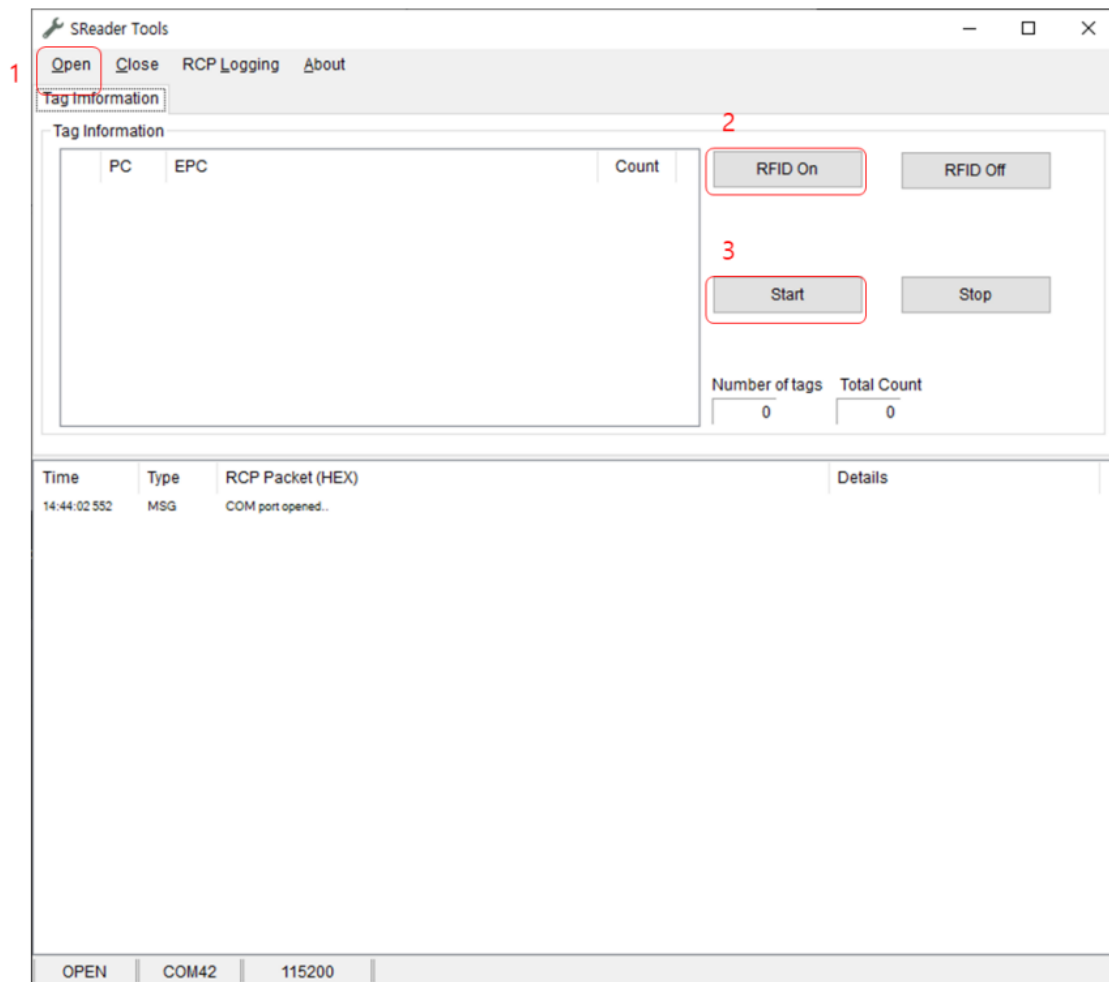 SReader Tools
1
Open Close RCP Logging About
Tag Imformation
Tag Information
PC EPC Count
2
RFID On RFID Off
3
Start Stop
Number of tags Total Count
0 0
Time Type RCP Packet (HEX) Details
14:44:02 552 MSG COM port opened..
OPEN COM42 115200